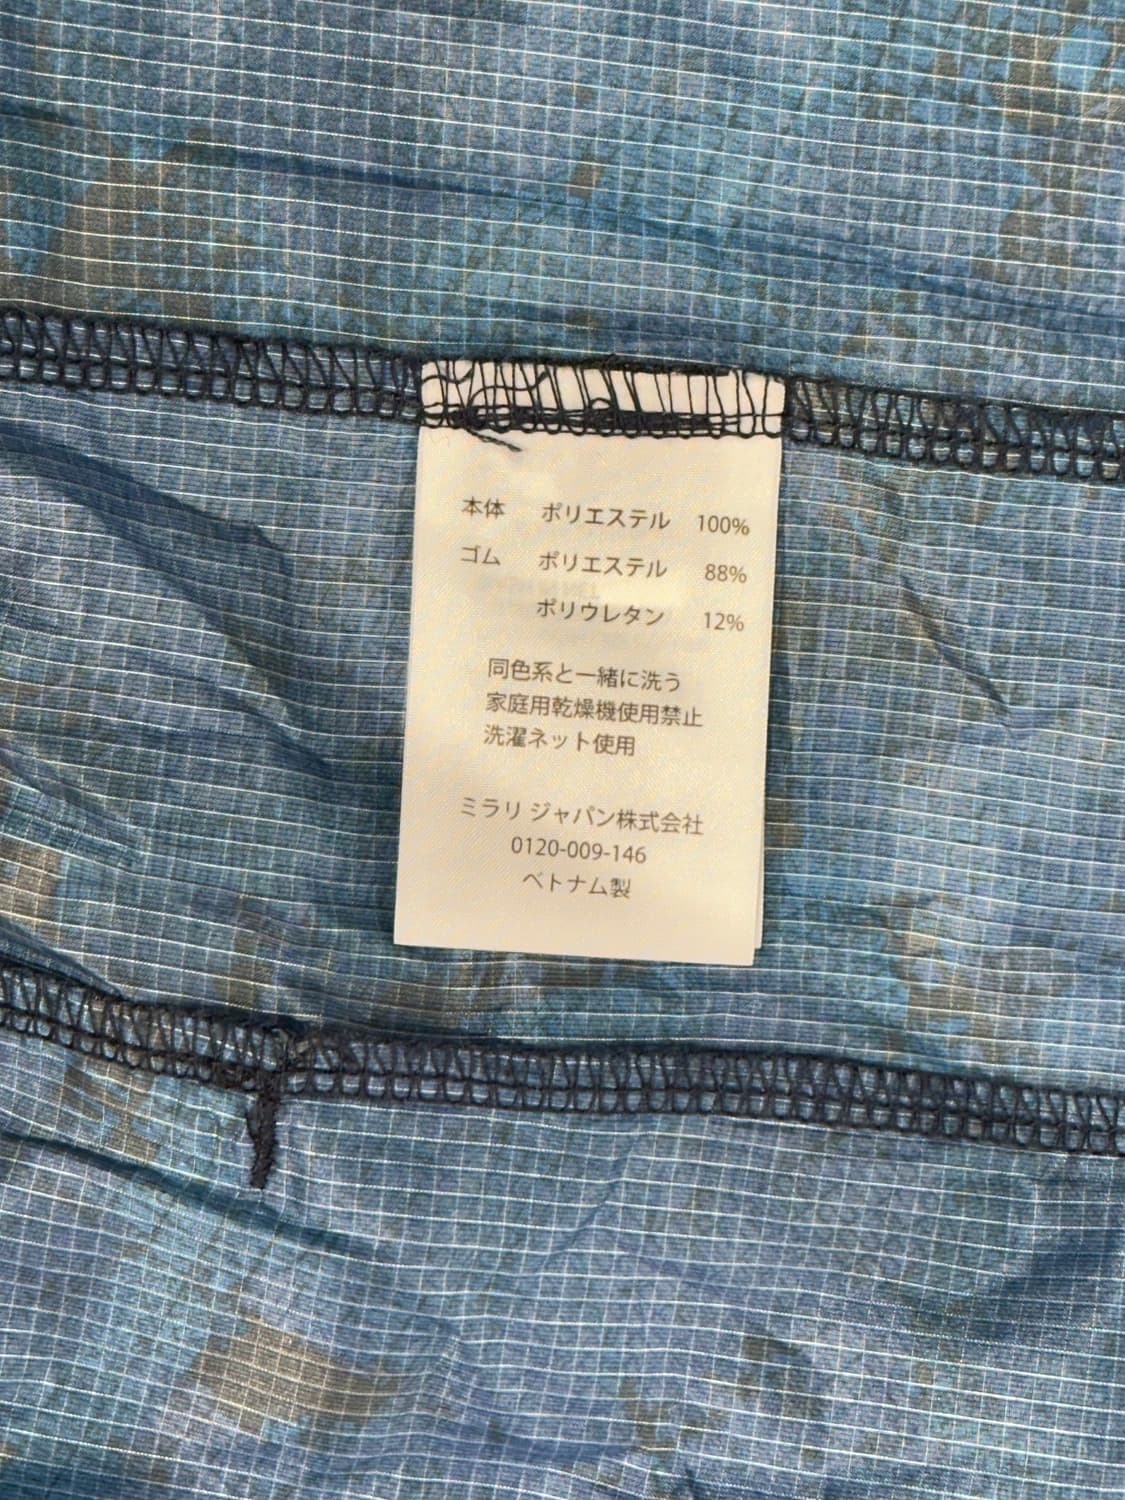 本体 ポリエステル 100%
ゴム ポリエステル 88%
ポリウレタン 12%
同色系と一緒に洗う
家庭用乾燥機使用禁止
洗濯ネット使用
ミラリ ジャパン株式会社
0120-009-146
ベトナム製